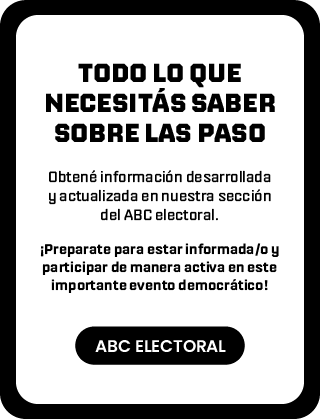 TODO LO QUE
NECESITÁS SABER
SOBRE LAS PASO
Obtené información desarrollada
y actualizada en nuestra sección
del ABC electoral.
¡Preparate para estar informada/o y
participar de manera activa en este
importante evento democrático!
ABC ELECTORAL